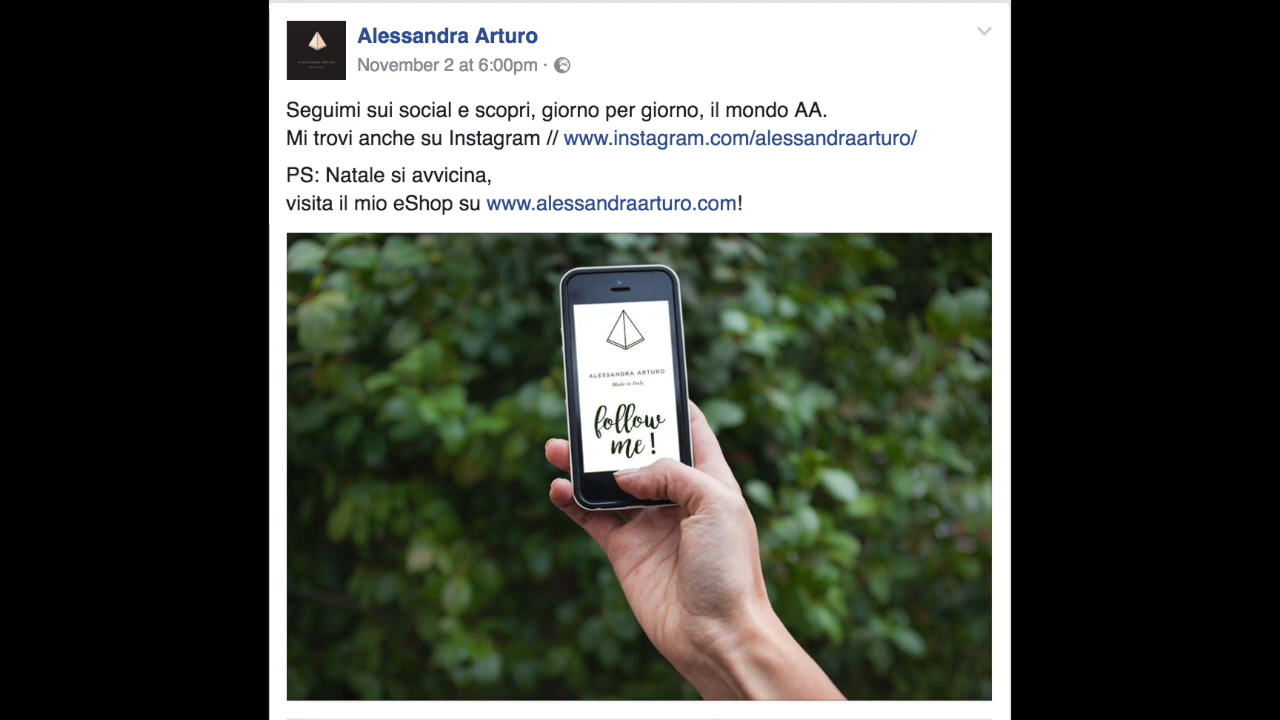 Alessandra Arturo
November 2 at 6:00pm ·
Seguimi sui social e scopri, giorno per giorno, il mondo AA.
Mi trovi anche su Instagram // www.instagram.com/alessandraarturo/
PS: Natale si avvicina,
visita il mio eShop su www.alessandraarturo.com!
ALESSANDRA ARTURO
Made in Italy
follow
me!